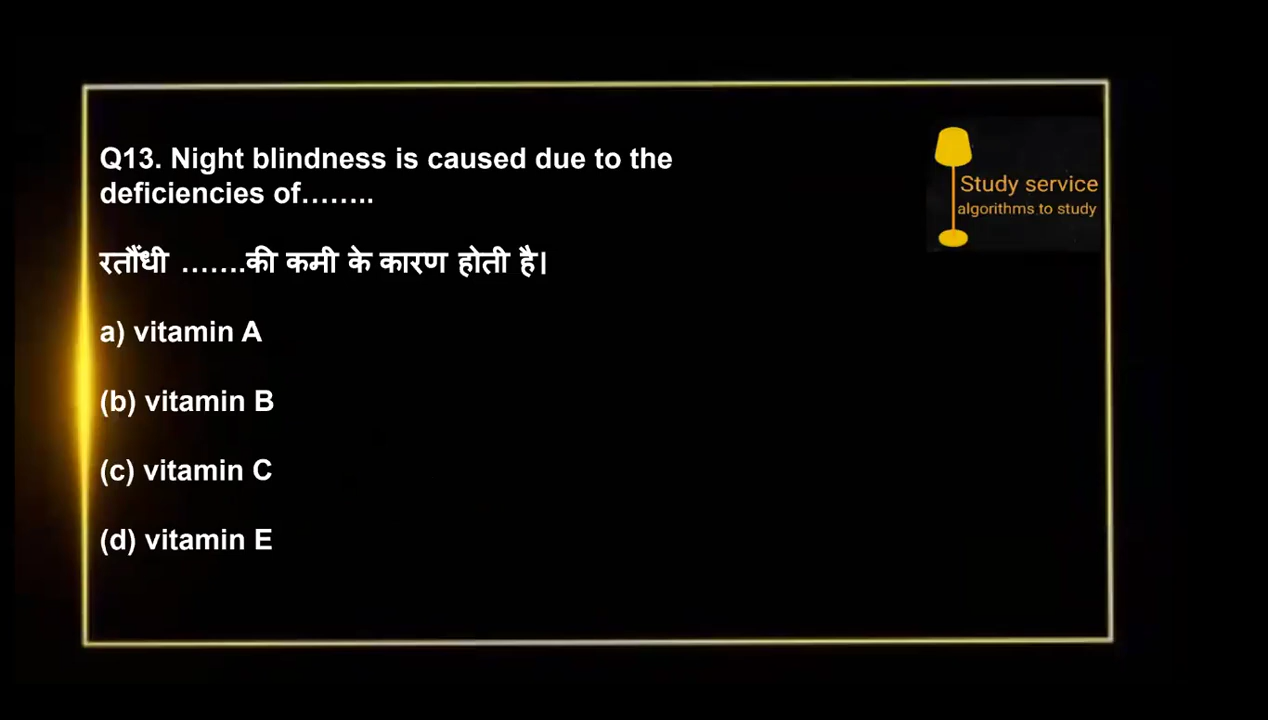 Q13. Night blindness is caused due to the
deficiencies of……..
रतौंधी …….की कमी के कारण होती है।
a) vitamin A
(b) vitamin B
(c) vitamin C
(d) vitamin E
Study service
algorithms to study